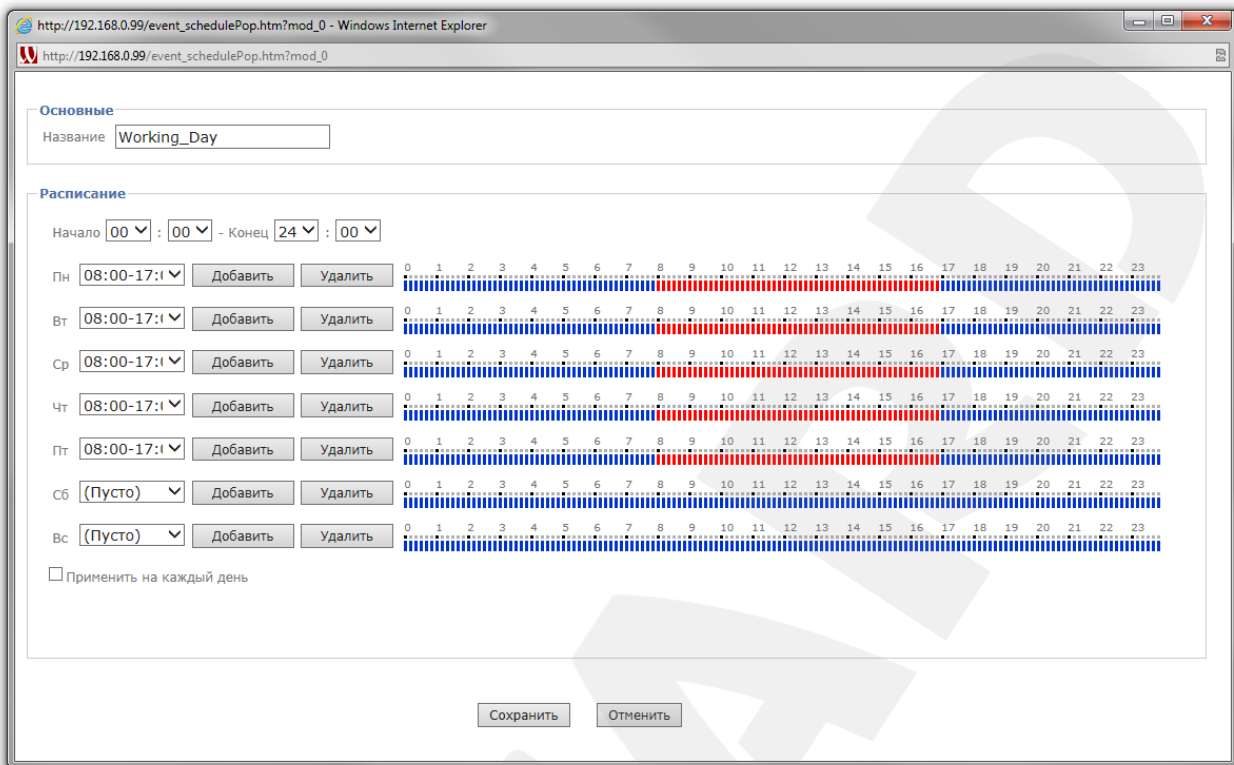 http://192.168.0.99/event_schedulePop.htm?mod_0 - Windows Internet Explorer
http://192.168.0.99/event_schedulePop.htm?mod_0
Основные
Название Working_Day
Расписание
Начало 00 : 00 - Конец 24 : 00
0 1 2 3 4 5 6 7 8 9 10 11 12 13 14 15 16 17 18 19 20 21 22 23
Пн 08:00-17:( Добавить Удалить
0 1 2 3 4 5 6 7 8 9 10 11 12 13 14 15 16 17 18 19 20 21 22 23
Вт 08:00-17:( Добавить Удалить
0 1 2 3 4 5 6 7 8 9 10 11 12 13 14 15 16 17 18 19 20 21 22 23
Ср 08:00-17:( Добавить Удалить
0 1 2 3 4 5 6 7 8 9 10 11 12 13 14 15 16 17 18 19 20 21 22 23
Чт 08:00-17:( Добавить Удалить
0 1 2 3 4 5 6 7 8 9 10 11 12 13 14 15 16 17 18 19 20 21 22 23
Пт 08:00-17:( Добавить Удалить
0 1 2 3 4 5 6 7 8 9 10 11 12 13 14 15 16 17 18 19 20 21 22 23
Сб (Пусто) Добавить Удалить
0 1 2 3 4 5 6 7 8 9 10 11 12 13 14 15 16 17 18 19 20 21 22 23
Вс (Пусто) Добавить Удалить
Применить на каждый день
Сохранить Отменить